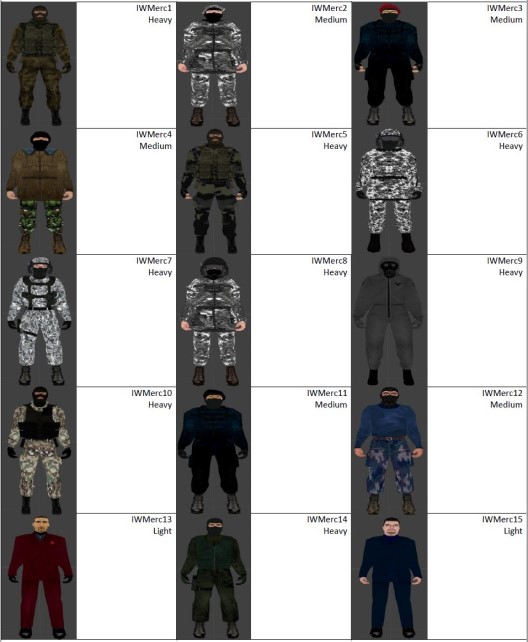 IWMerc1
Heavy
IWMerc2
Medium
IWMerc3
Medium
IWMerc4
Medium
IWMerc5
Heavy
IWMerc6
Heavy
IWMerc7
Heavy
IWMerc8
Heavy
IWMerc9
Heavy
IWMerc10
Heavy
IWMerc11
Medium
IWMerc12
Medium
IWMerc13
Light
IWMerc14
Heavy
IWMerc15
Light